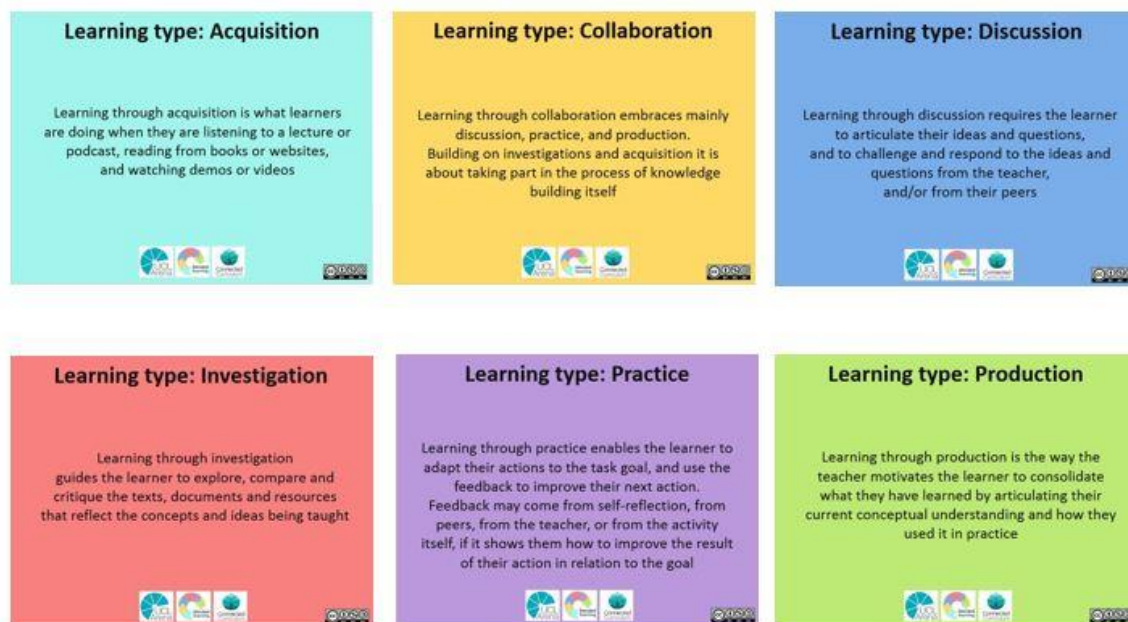 Learning type: Acquisition
Learning through acquisition is what learners
are doing when they are listening to a lecture or
podcast, reading from books or websites,
and watching demos or videos
Learning type: Collaboration
Learning through collaboration embraces mainly
discussion, practice, and production.
Building on investigations and acquisition it is
about taking part in the process of knowledge
building itself
Learning type: Discussion
Learning through discussion requires the learner
to articulate their ideas and questions,
and to challenge and respond to the ideas and
questions from the teacher,
and/or from their peers
Learning type: Investigation
Learning through investigation
guides the learner to explore, compare and
critique the texts, documents and resources
that reflect the concepts and ideas being taught
Learning type: Practice
Learning through practice enables the learner to
adapt their actions to the task goal, and use the
feedback to improve their next action.
Feedback may come from self-reflection, from
peers, from the teacher, or from the activity
itself, if it shows them how to improve the result
of their action in relation to the goal
Learning type: Production
Learning through production is the way the
teacher motivates the learner to consolidate
what they have learned by articulating their
current conceptual understanding and how they
used it in practice